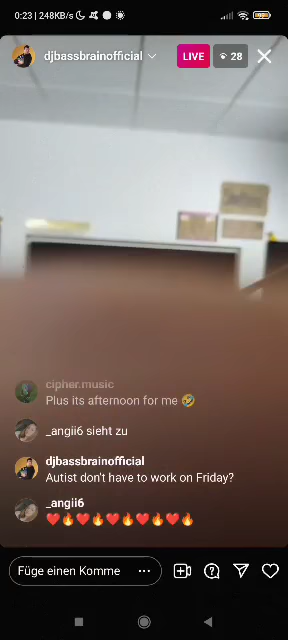 0:23 | 248KB/s
djbassbrainofficial
LIVE
28
cipher.music
Plus its afternoon for me 🤣
_angii6 sieht zu
djbassbrainofficial
Autist don't have to work on Friday?
_angii6
❤️🔥❤️🔥❤️🔥❤️🔥❤️🔥
Füge einen Komme